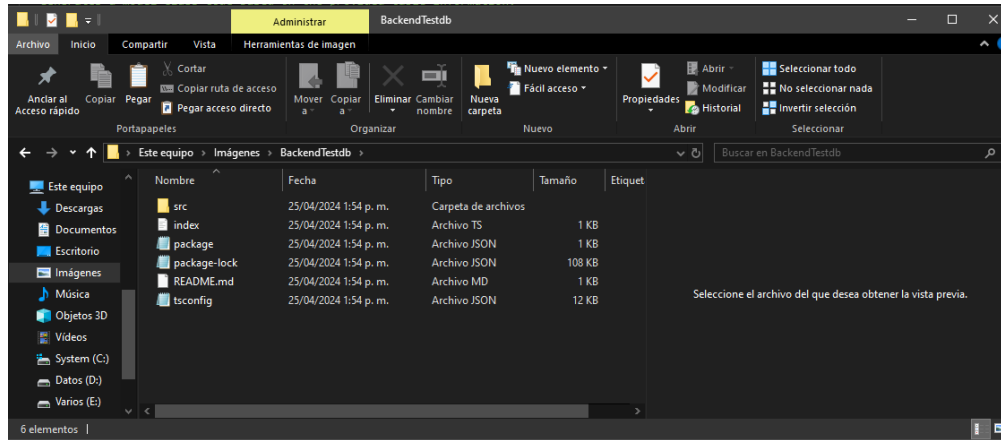 Administrar
BackendTestdb
Archivo
Inicio
Compartir
Vista
Herramientas de imagen
Anclar al
Acceso rápido
Copiar
Pegar
Cortar
Copiar ruta de acceso
Pegar acceso directo
Portapapeles
Mover
a
Copiar
a
Eliminar
Cambiar
nombre
Organizar
Nueva
carpeta
Nuevo elemento
Fácil acceso
Nuevo
Propiedades
Abrir
Modificar
Historial
Abrir
Seleccionar todo
No seleccionar nada
Invertir selección
Seleccionar
Este equipo > Imágenes > BackendTestdb >
Buscar en BackendTestdb
Este equipo
Descargas
Documentos
Escritorio
Imágenes
Música
Objetos 3D
Vídeos
System (C:)
Datos (D:)
Varios (E:)
Nombre Fecha Tipo Tamaño Etiquet
src 25/04/2024 1:54 p. m. Carpeta de archivos
index 25/04/2024 1:54 p. m. Archivo TS 1 KB
package 25/04/2024 1:54 p. m. Archivo JSON 1 KB
package-lock 25/04/2024 1:54 p. m. Archivo JSON 108 KB
README.md 25/04/2024 1:54 p. m. Archivo MD 1 KB
tsconfig 25/04/2024 1:54 p. m. Archivo JSON 12 KB
Seleccione el archivo del que desea obtener la vista previa.
6 elementos